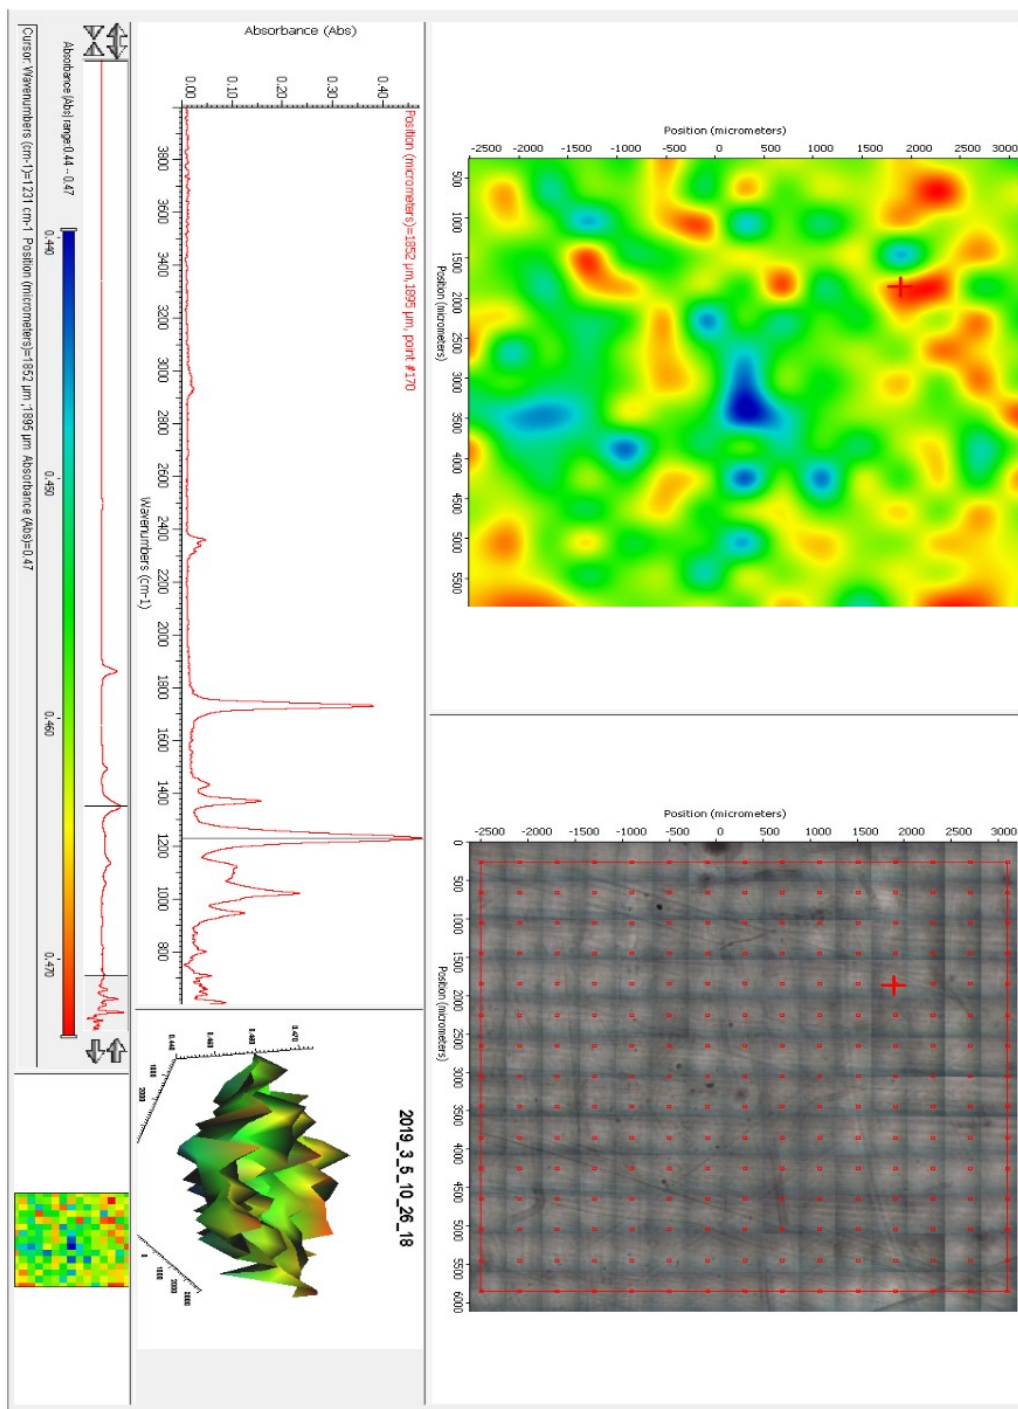 Position (micrometers)
-2500 -2000 -1500 -1000 -500 0 500 1000 1500 2000 2500 3000
500 1000 1500 2000 2500 3000 3500 4000 4500 5000 5500
Position (micrometers)
Position (micrometers)
-2500 -2000 -1500 -1000 -500 0 500 1000 1500 2000 2500 3000
0 500 1000 1500 2000 2500 3000 3500 4000 4500 5000 5500 6000
Position (micrometers)
Position (micrometers)=1852 µm,1895 µm, point #170
Absorbance (Abs)
0.00 0.10 0.20 0.30 0.40
3800 3600 3400 3200 3000 2800 2600 2400 2200 2000 1800 1600 1400 1200 1000 800
Wavenumbers (cm-1)
2019_3_5_10_26_18
0.470
1000
2000
0
1000
Absorbance (Abs) range:0.44 -- 0.47
0.440 0.450 0.460 0.470
Cursor: Wavenumbers (cm-1)=1231 cm-1 Position (micrometers)=1852 µm ,1895 µm Absorbance (Abs)=0.47